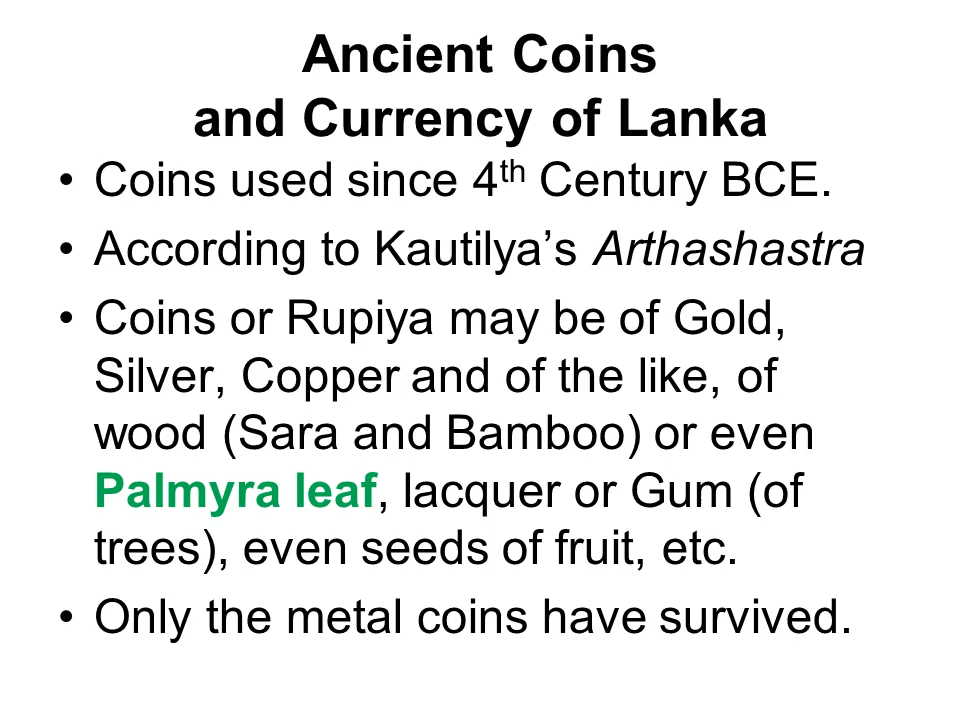 Ancient Coins
and Currency of Lanka
• Coins used since 4th Century BCE.
• According to Kautilya’s Arthashastra
• Coins or Rupiya may be of Gold,
Silver, Copper and of the like, of
wood (Sara and Bamboo) or even
Palmyra leaf, lacquer or Gum (of
trees), even seeds of fruit, etc.
• Only the metal coins have survived.